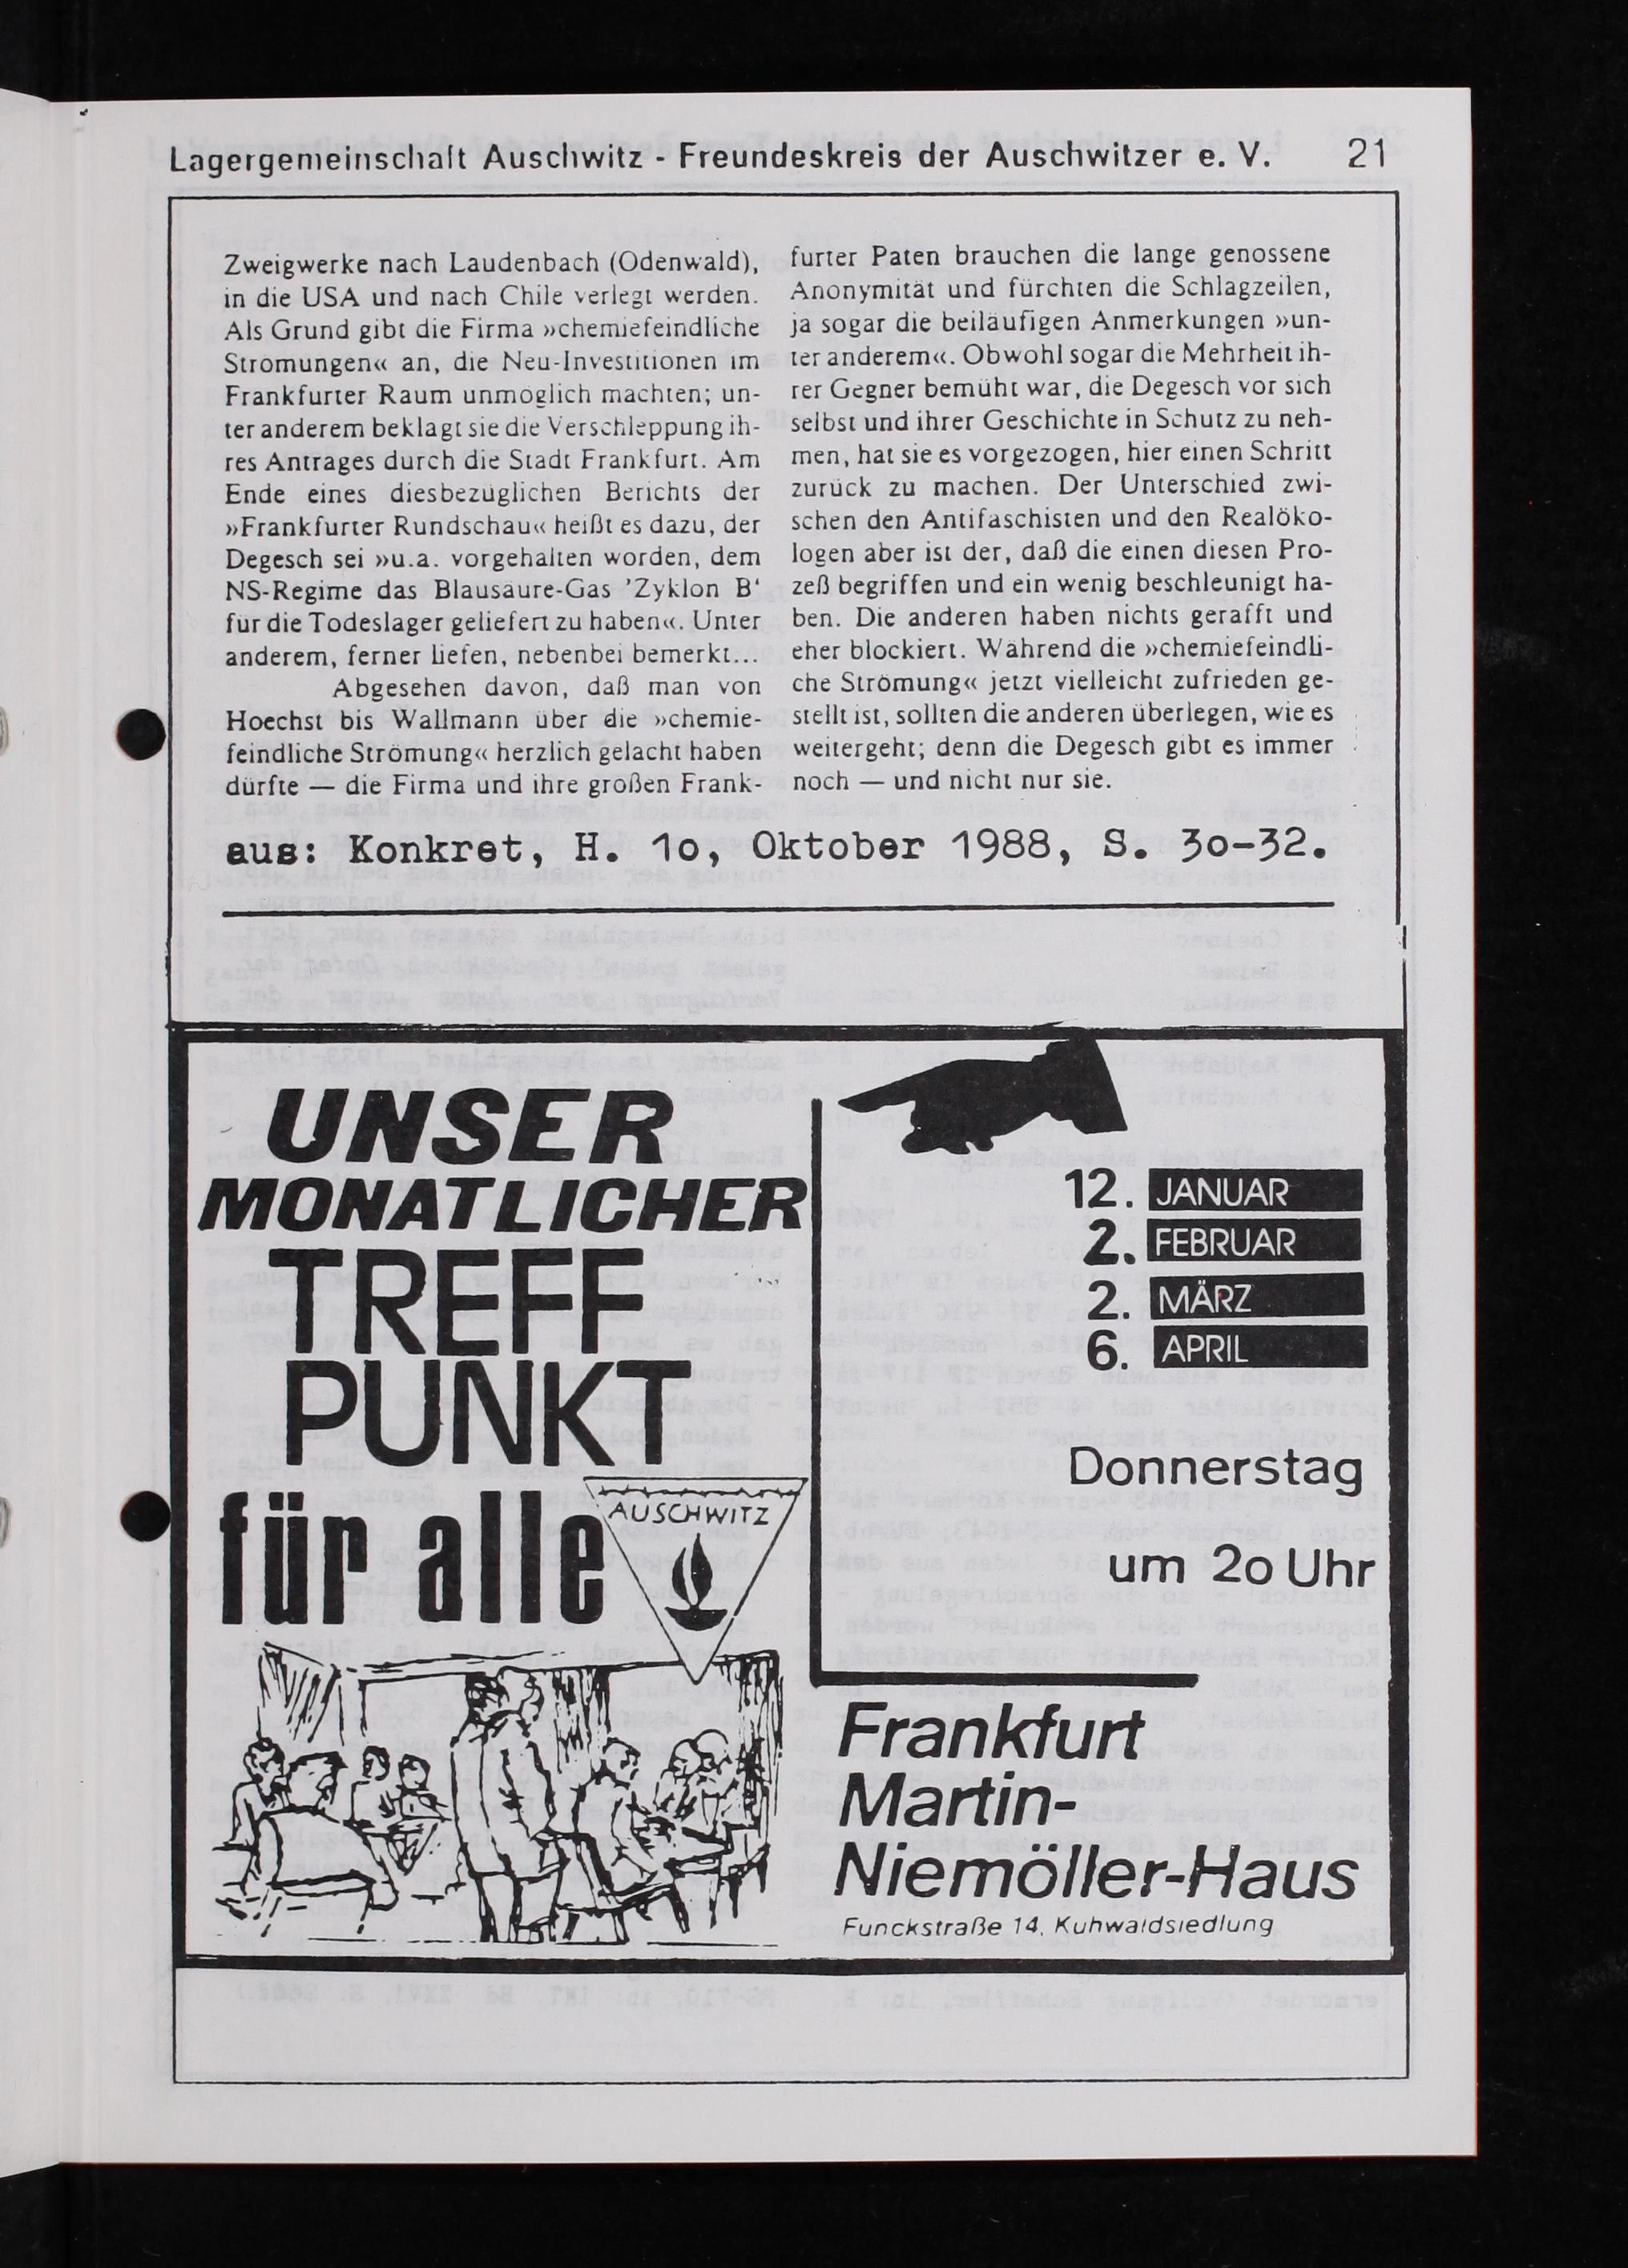 Lagergemeinschaft Auschwitz - Freundeskreis der Auschwitzer e. V. 21
Zweigwerke nach Laudenbach (Odenwald),
in die USA und nach Chile verlegt werden.
Als Grund gibt die Firma »chemiefeindliche
Strömungen« an, die Neu-Investitionen im
Frankfurter Raum unmöglich machten; un-
ter anderem beklagt sie die Verschleppung ih-
res Antrages durch die Stadt Frankfurt. Am
Ende eines diesbezüglichen Berichts der
»Frankfurter Rundschau« heißt es dazu, der
Degesch sei »u.a. vorgehalten worden, dem
NS-Regime das Blausäure-Gas 'Zyklon B'
für die Todeslager geliefert zu haben«. Unter
anderem, ferner liefen, nebenbei bemerkt...
Abgesehen davon, daß man von
Hoechst bis Wallmann über die »chemie-
feindliche Strömung« herzlich gelacht haben
dürfte — die Firma und ihre großen Frank-
furter Paten brauchen die lange genossene
Anonymität und fürchten die Schlagzeilen,
ja sogar die beiläufigen Anmerkungen »un-
ter anderem«. Obwohl sogar die Mehrheit ih-
rer Gegner bemüht war, die Degesch vor sich
selbst und ihrer Geschichte in Schutz zu neh-
men, hat sie es vorgezogen, hier einen Schritt
zurück zu machen. Der Unterschied zwi-
schen den Antifaschisten und den Realöko-
logen aber ist der, daß die einen diesen Pro-
zeß begriffen und ein wenig beschleunigt ha-
ben. Die anderen haben nichts gerafft und
eher blockiert. Während die »chemiefeindli-
che Strömung« jetzt vielleicht zufrieden ge-
stellt ist, sollten die anderen überlegen, wie es
weitergeht; denn die Degesch gibt es immer
noch — und nicht nur sie.
aus: Konkret, H. 1o, Oktober 1988, S. 3o-32.
UNSER
MONATLICHER
TREFF
PUNKT
für alle
AUSCHWITZ
12. JANUAR
2. FEBRUAR
2. MÄRZ
6. APRIL
Donnerstag
um 2o Uhr
Frankfurt
Martin-
Niemöller-Haus
Funckstraße 14, Kuhwaldsiedlung